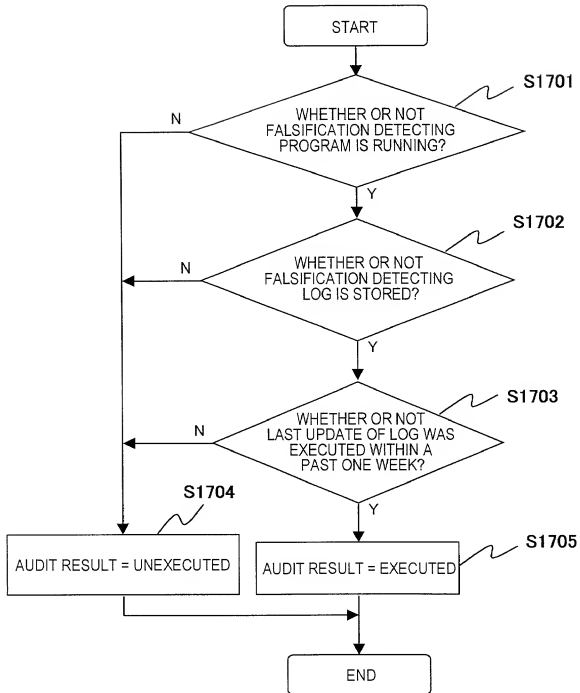 START
S1701
WHETHER OR NOT
FALSIFICATION DETECTING
PROGRAM IS RUNNING?
N
Y
S1702
WHETHER OR NOT
FALSIFICATION DETECTING
LOG IS STORED?
N
Y
S1703
WHETHER OR NOT
LAST UPDATE OF LOG WAS
EXECUTED WITHIN A
PAST ONE WEEK?
N
Y
S1704
AUDIT RESULT = UNEXECUTED
S1705
AUDIT RESULT = EXECUTED
END